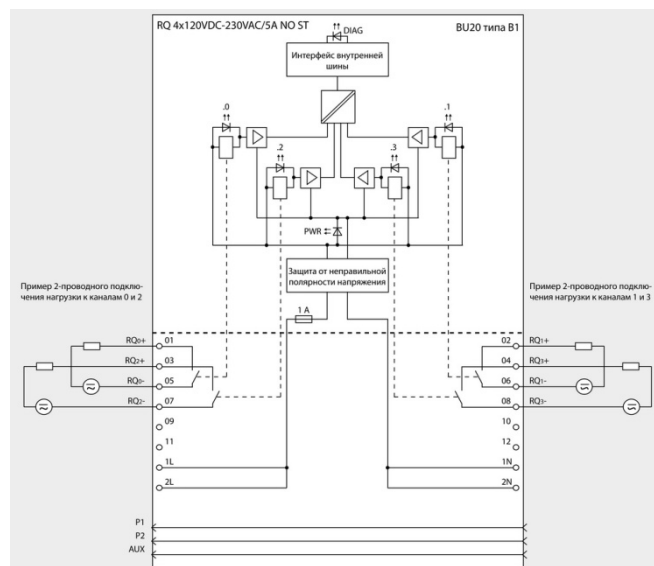 RQ 4x120VDC-230VAC/5A NO ST
BU20 типа B1
DIAG
Интерфейс внутренней
шины
.0
.1
.2
.3
PWR
Защита от неправильной
полярности напряжения
Пример 2-проводного подклю-
чения нагрузки к каналам 0 и 2
Пример 2-проводного подклю-
чения нагрузки к каналам 1 и 3
1 A
RQ0+ 01
02 RQ1+
RQ2+ 03
04 RQ3+
RQ0- 05
06 RQ1-
RQ2- 07
08 RQ3-
09
10
11
12
1L
1N
2L
2N
P1
P2
AUX